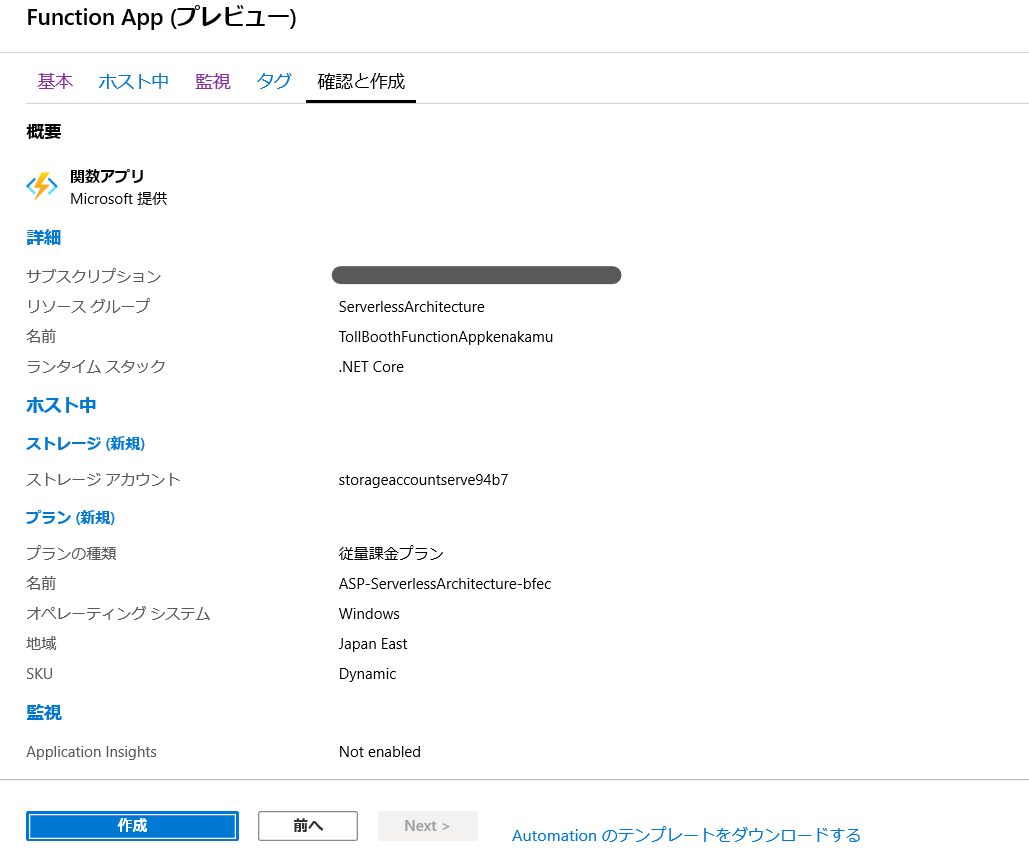 Function App (プレビュー)
基本 ホスト中 監視 タグ 確認と作成
概要
関数アプリ
Microsoft 提供
詳細
サブスクリプション
リソース グループ ServerlessArchitecture
名前 TollBoothFunctionAppkenakamu
ランタイム スタック .NET Core
ホスト中
ストレージ (新規)
ストレージ アカウント storageaccountserve94b7
プラン (新規)
プランの種類 従量課金プラン
名前 ASP-ServerlessArchitecture-bfec
オペレーティング システム Windows
地域 Japan East
SKU Dynamic
監視
Application Insights Not enabled
作成 前へ Next > Automation のテンプレートをダウンロードする